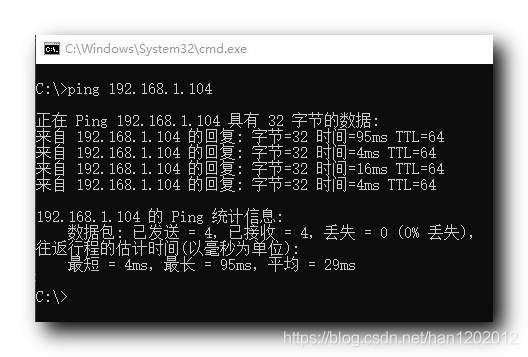 C:\Windows\System32\cmd.exe
C:\>ping 192.168.1.104
正在 Ping 192.168.1.104 具有 32 字节的数据:
来自 192.168.1.104 的回复: 字节=32 时间=95ms TTL=64
来自 192.168.1.104 的回复: 字节=32 时间=4ms TTL=64
来自 192.168.1.104 的回复: 字节=32 时间=16ms TTL=64
来自 192.168.1.104 的回复: 字节=32 时间=4ms TTL=64
192.168.1.104 的 Ping 统计信息:
数据包: 已发送 = 4，已接收 = 4，丢失 = 0 (0% 丢失)，
往返行程的估计时间(以毫秒为单位):
最短 = 4ms，最长 = 95ms，平均 = 29ms
C:\>
https://blog.csdn.net/han1202012